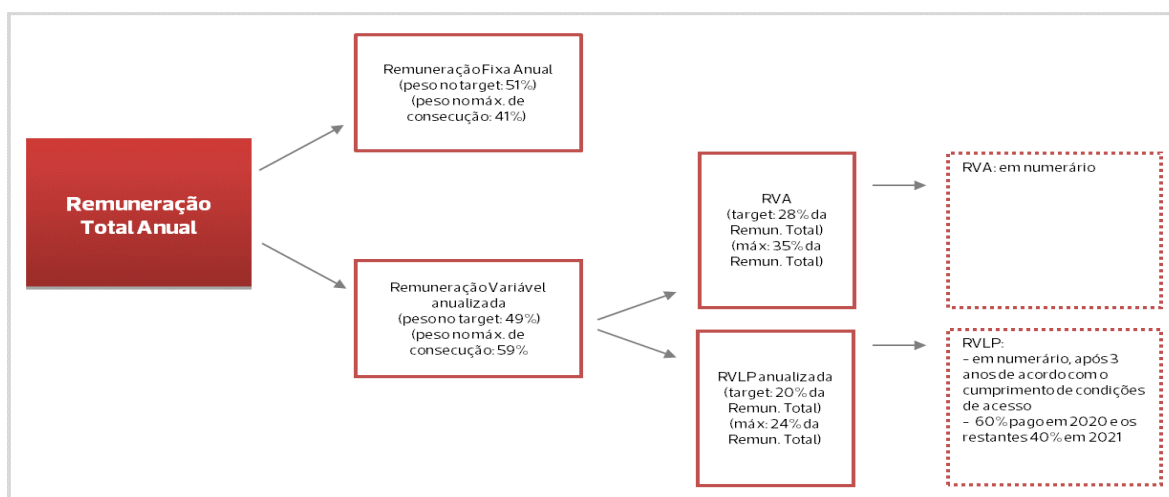 Remuneração
Total Anual
Remuneração Fixa Anual
(peso no target: 51%)
(peso no máx. de
consecução: 41%)
Remuneração Variável
anualizada
(peso no target: 49%)
(peso no máx. de
consecução: 59%
RVA
(target: 28% da
Remun. Total)
(máx: 35% da
Remun. Total)
RVLP anualizada
(target: 20% da
Remun. Total)
(máx: 24% da
Remun. Total)
RVA: em numerário
RVLP:
- em numerário, após 3
anos de acordo com o
cumprimento de condições
de acesso
- 60% pago em 2020 e os
restantes 40% em 2021